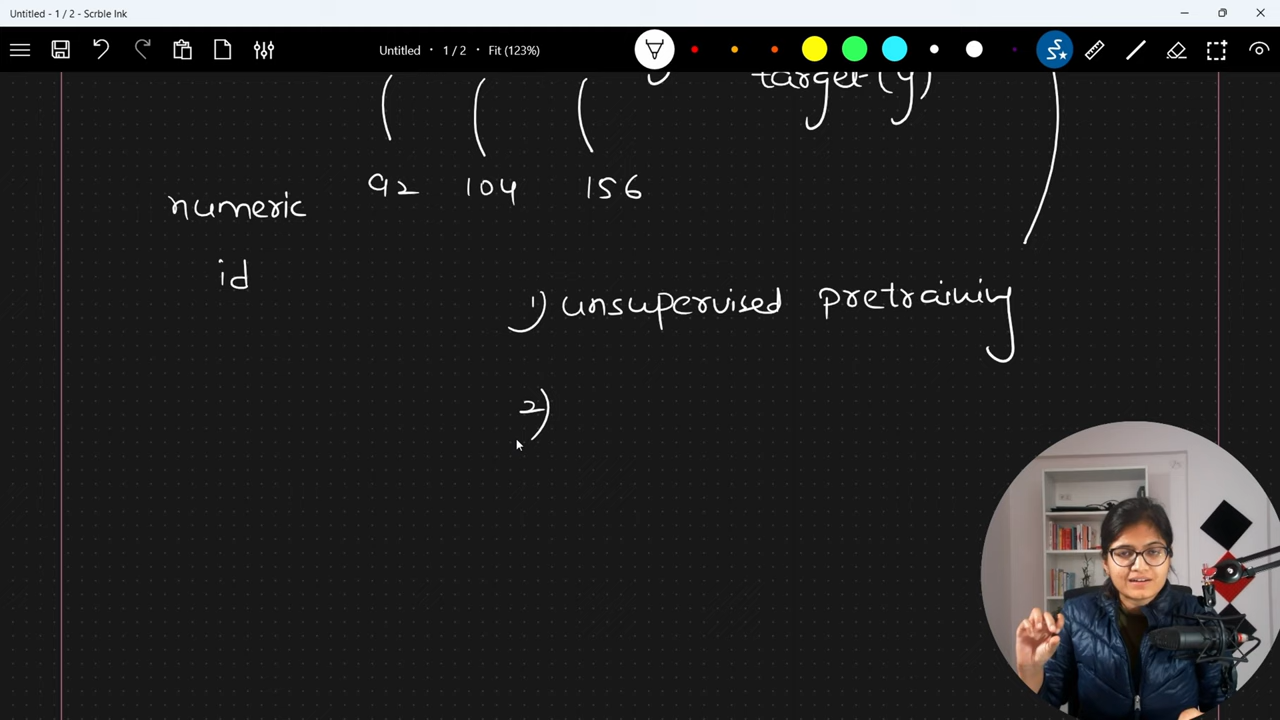 Untitled - 1 / 2 - Scrble Ink
Untitled • 1 / 2 • Fit (123%)
target (y)
92 104 156
numeric
id
1) unsupervised pretraining
2)